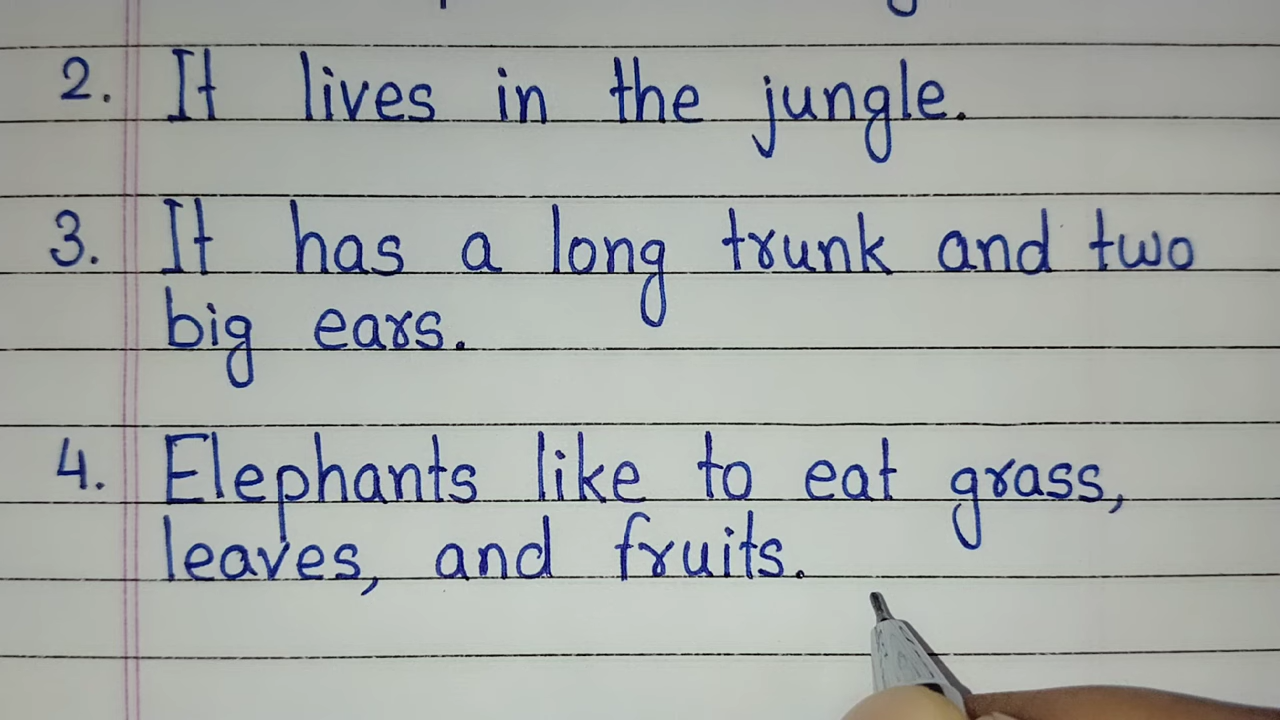 2. It lives in the jungle.
3. It has a long trunk and two
big ears.
4. Elephants like to eat grass,
leaves, and fruits.